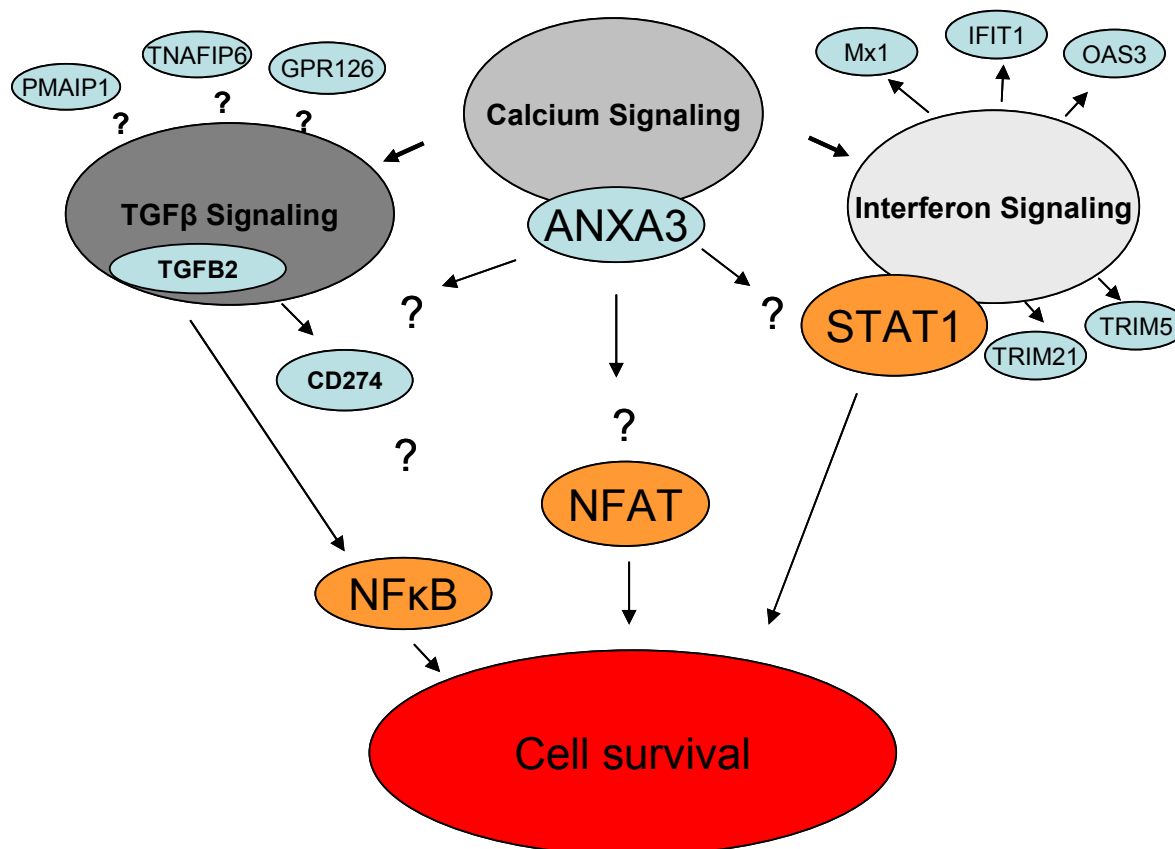 TNAFIP6
PMAIP1
GPR126
?
?
?
Calcium Signaling
Mx1
IFIT1
OAS3
TGFβ Signaling
TGFB2
ANXA3
Interferon Signaling
?
?
STAT1
TRIM5
TRIM21
CD274
?
?
NFAT
NFκB
Cell survival